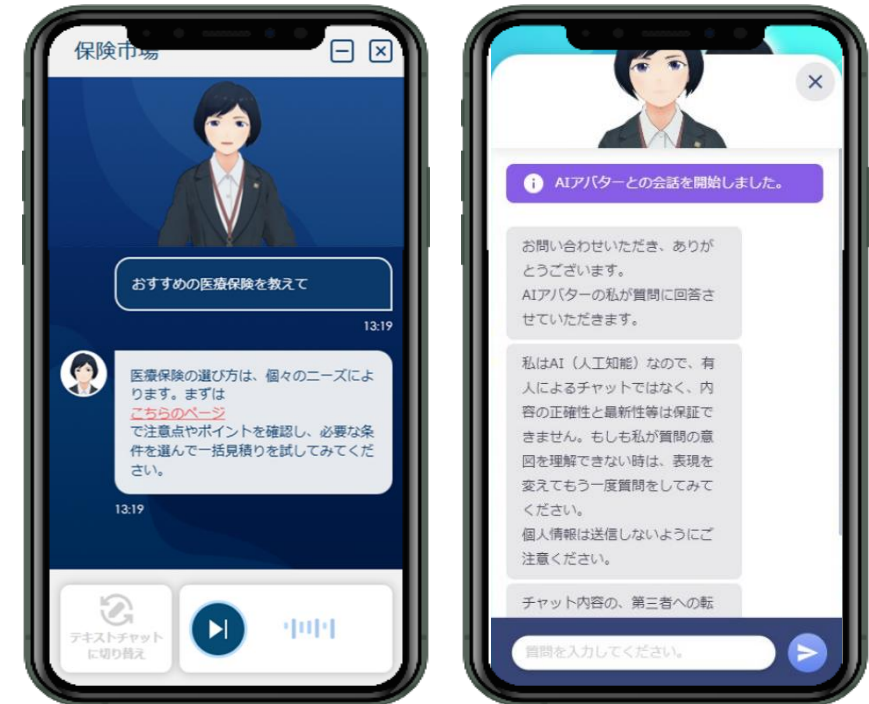 保険市場
おすすめの医療保険を教えて
13:19
医療保険の選び方は、個々のニーズによ
ります。まずは
こちらのページ
で注意点やポイントを確認し、必要な条
件を選んで一括見積りを試してみてくだ
さい。
13:19
テキストチャット
に切り替え
AIアバターとの会話を開始しました。
お問い合わせいただき、ありが
とうございます。
AIアバターの私が質問に回答さ
せていただきます。
私はAI（人工知能）なので、有
人によるチャットではなく、内
容の正確性と最新性等は保証で
きません。もしも私が質問の意
図を理解できない時は、表現を
変えてもう一度質問をしてみて
ください。
個人情報は送信しないようにご
注意ください。
チャット内容の、第三者への転
質問を入力してください。